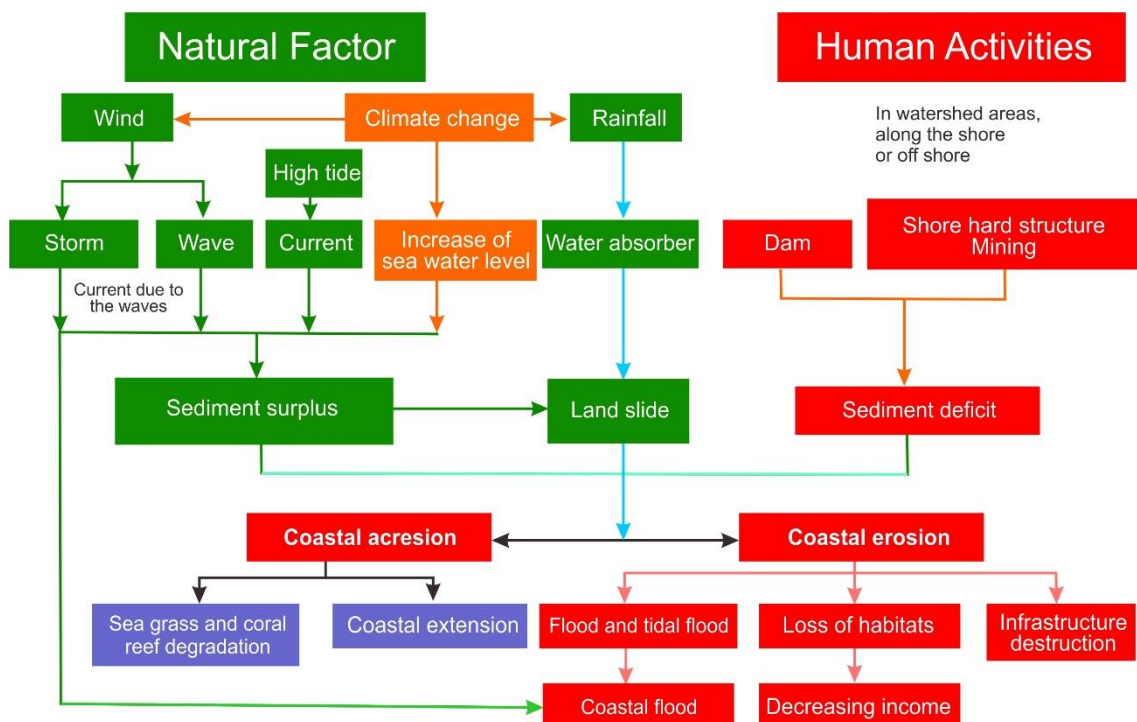 Natural Factor
Human Activities
Wind
Climate change
Rainfall
In watershed areas,
along the shore
or off shore
High tide
Storm
Wave
Current
Increase of
sea water level
Water absorber
Dam
Shore hard structure
Mining
Current due to
the waves
Sediment surplus
Land slide
Sediment deficit
Coastal acresion
Coastal erosion
Sea grass and coral
reef degradation
Coastal extension
Flood and tidal flood
Loss of habitats
Infrastructure
destruction
Coastal flood
Decreasing income